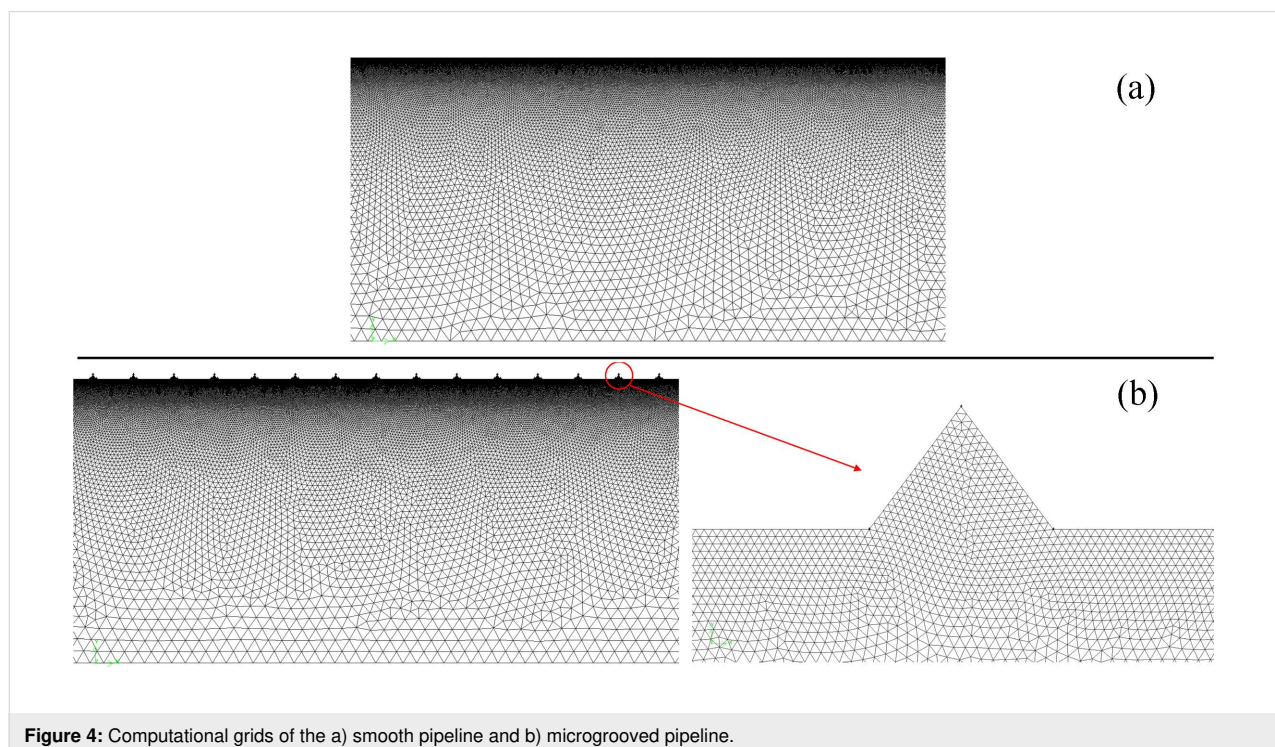 (a)
(b)
Figure 4: Computational grids of the a) smooth pipeline and b) microgrooved pipeline.